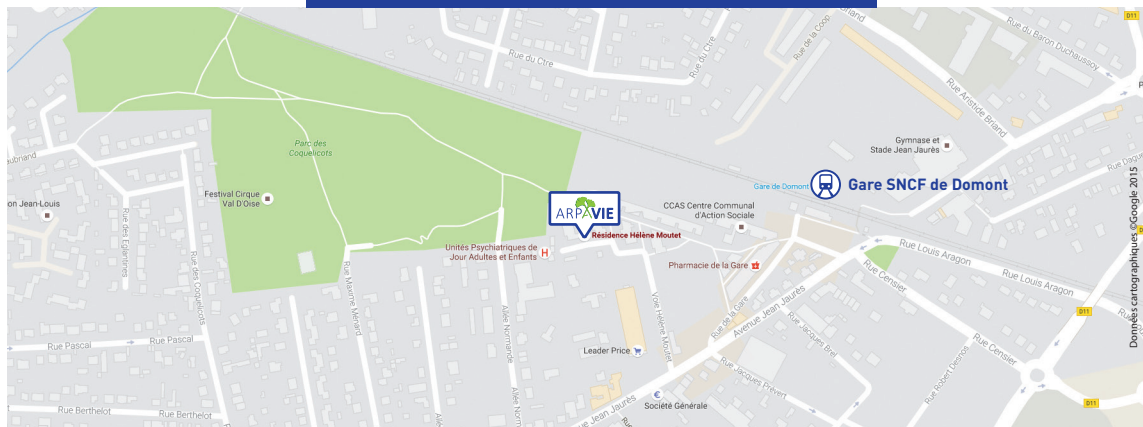 D11
Rue du Baron Duchaussoy
Rue de la Coop
Rue du Ctre
Rue du Ctre
Rue Aristide Briand
Parc des
Coquelicots
Gymnase et
Stade Jean Jaurès
Gare de Domont
Gare SNCF de Domont
Festival Cirque
Val D'Oise
on Jean-Louis
ARPAVIE
CCAS Centre Communal
d'Action Sociale
Résidence Hélène Moutet
Unités Psychiatriques de
Jour Adultes et Enfants
H
Pharmacie de la Gare
Rue des Eglantines
Rue des Coquelicots
Rue Maxime Ménard
Allée Normande
Voie Hélène Moutet
Rue de la Gare
Avenue Jean Jaurès
Rue Louis Aragon
Rue Louis Aragon
Rue Censier
Rue Censier
Rue Jacques Brel
Rue Jacques Prévert
Rue Robert Desnos
D11
Leader Price
Rue Pascal
Rue Pascal
Rue Berthelot
Rue Berthelot
€
Société Générale
Jean Jaurès
D11
Données cartographiques ©Google 2015